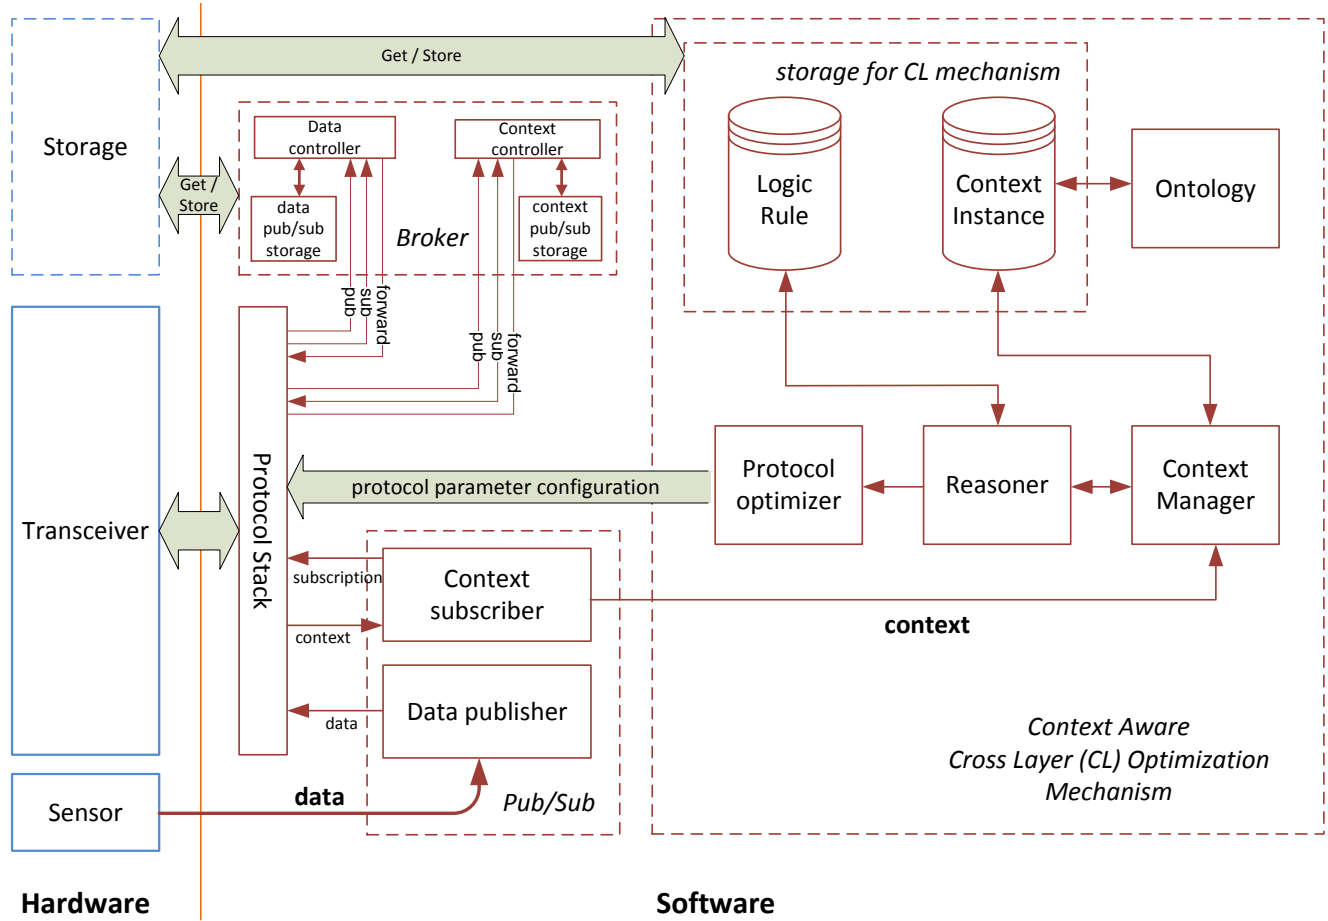 Get / Store
storage for CL mechanism
Storage
Data
controller
Context
controller
Logic
Rule
Context
Instance
Ontology
Get /
Store
data
pub/sub
storage
Broker
context
pub/sub
storage
pub
sub
forward
pub
sub
forward
Protocol Stack
Transceiver
protocol parameter configuration
Protocol
optimizer
Reasoner
Context
Manager
subscription
Context
subscriber
context
context
data
Data publisher
Context Aware
Cross Layer (CL) Optimization
Mechanism
Sensor
data
Pub/Sub
Hardware
Software